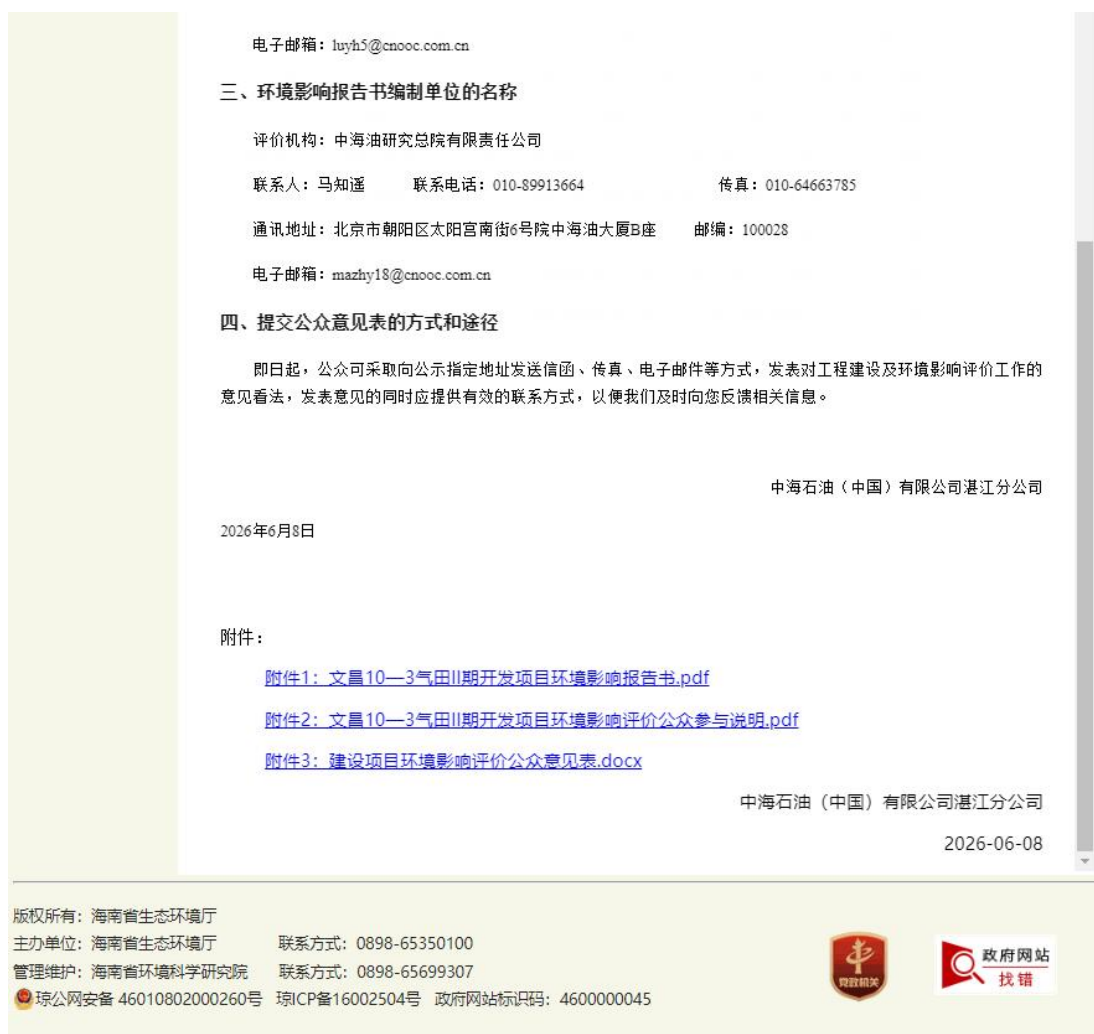 电子邮箱：luyh5@cnooc.com.cn
三、环境影响报告书编制单位的名称
评价机构：中海油研究总院有限责任公司
联系人：马知遥 联系电话：010-89913664 传真：010-64663785
通讯地址：北京市朝阳区太阳宫南街6号院中海油大厦B座 邮编：100028
电子邮箱：mazhy18@cnooc.com.cn
四、提交公众意见表的方式和途径
即日起，公众可采取向公示指定地址发送信函、传真、电子邮件等方式，发表对工程建设及环境影响评价工作的
意见看法，发表意见的同时应提供有效的联系方式，以便我们及时向您反馈相关信息。
中海石油（中国）有限公司湛江分公司
2026年6月8日
附件：
附件1：文昌10—3气田II期开发项目环境影响报告书.pdf
附件2：文昌10—3气田II期开发项目环境影响评价公众参与说明.pdf
附件3：建设项目环境影响评价公众意见表.docx
中海石油（中国）有限公司湛江分公司
2026-06-08
版权所有：海南省生态环境厅
主办单位：海南省生态环境厅 联系方式：0898-65350100
管理维护：海南省环境科学研究院 联系方式：0898-65699307
琼公网安备 46010802000260号 琼ICP备16002504号 政府网站标识码：4600000045
党政机关
政府网站
找错